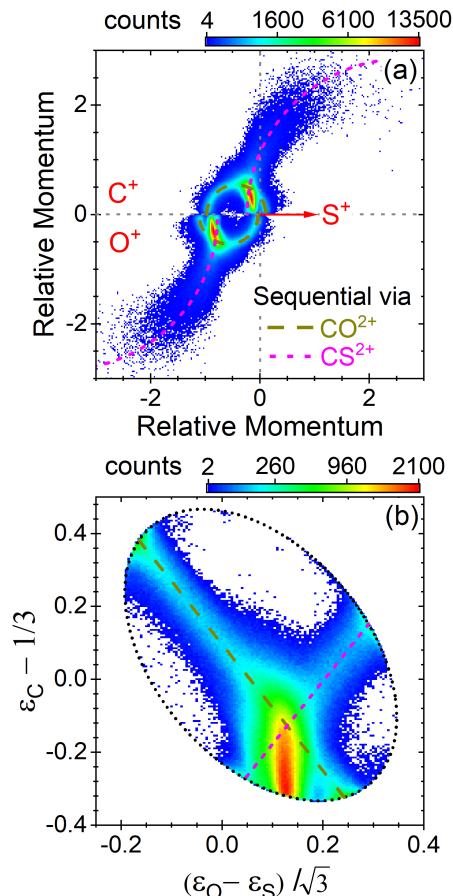 counts 4 1600 6100 13500
(a)
2
C⁺
0
O⁺
S⁺
-2
Sequential via
CO²⁺
CS²⁺
-2 0 2
Relative Momentum
Relative Momentum
counts 2 260 960 2100
(b)
0.4
0.2
0.0
-0.2
-0.4
-0.2 0.0 0.2 0.4
ε_C − 1/3
(ε_O − ε_S) /√3